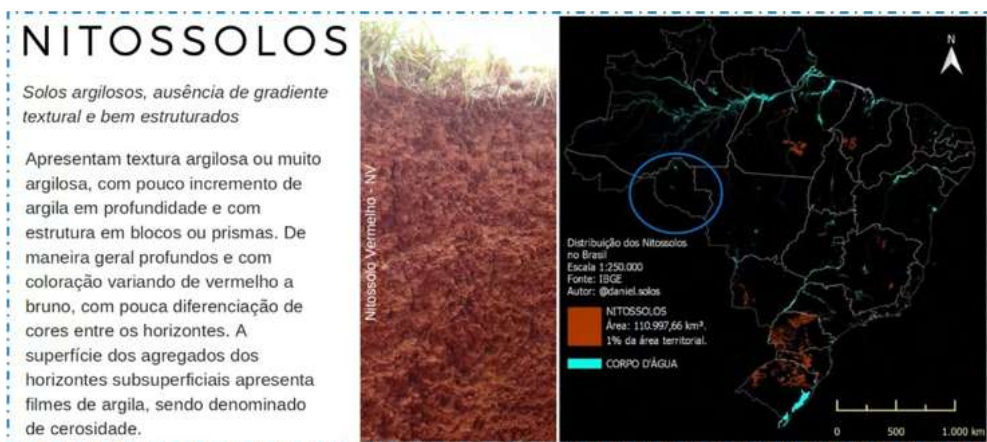 NITOSSOLOS
Solos argilosos, ausência de gradiente
textural e bem estruturados
Apresentam textura argilosa ou muito
argilosa, com pouco incremento de
argila em profundidade e com
estrutura em blocos ou prismas. De
maneira geral profundos e com
coloração variando de vermelho a
bruno, com pouca diferenciação de
cores entre os horizontes. A
superfície dos agregados dos
horizontes subsuperficiais apresenta
filmes de argila, sendo denominado
de cerosidade.
Nitossolo Vermelho - NV
N
Distribuição dos Nitossolos
no Brasil
Escala 1:250.000
Fonte: IBGE
Autor: @daniel.solos
NITOSSOLOS
Área: 110.997,66 km².
1% da área territorial.
CORPO D'ÁGUA
0 500 1.000 km